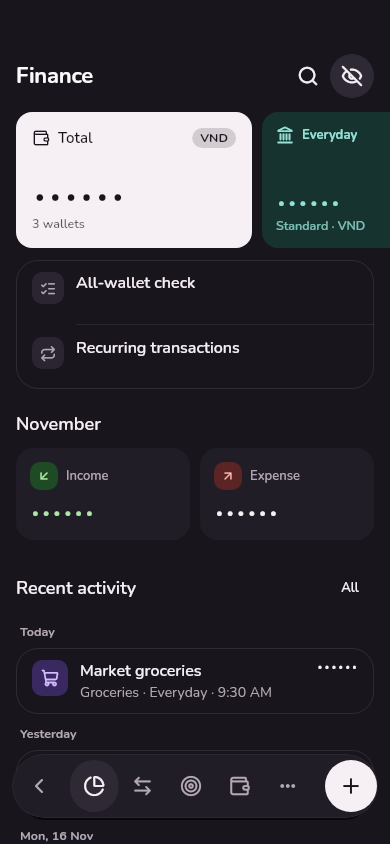 Finance
Total
VND
••••••
3 wallets
Everyday
••••••
Standard · VND
All-wallet check
Recurring transactions
November
Income
••••••
Expense
••••••
Recent activity
All
Today
Market groceries
••••••
Groceries · Everyday · 9:30 AM
Yesterday
Mon, 16 Nov